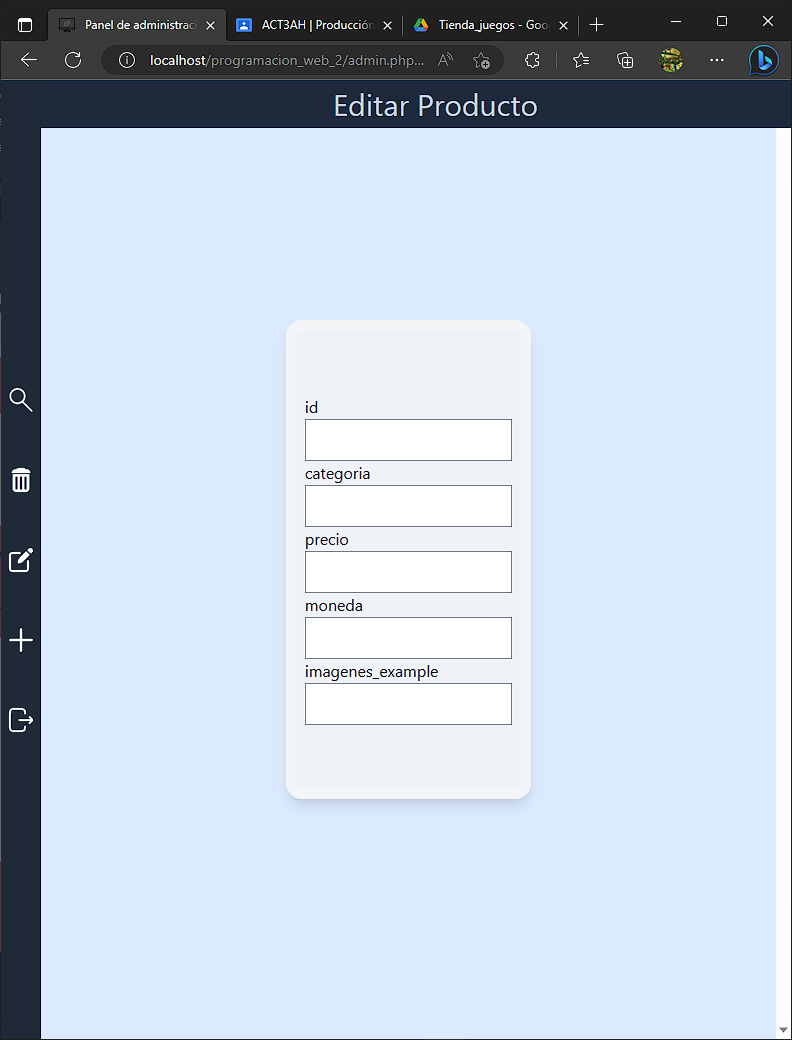 Panel de administrac
ACT3AH | Producción
Tienda_juegos - Goo
localhost/programacion_web_2/admin.php...
Editar Producto
id
categoria
precio
moneda
imagenes_example